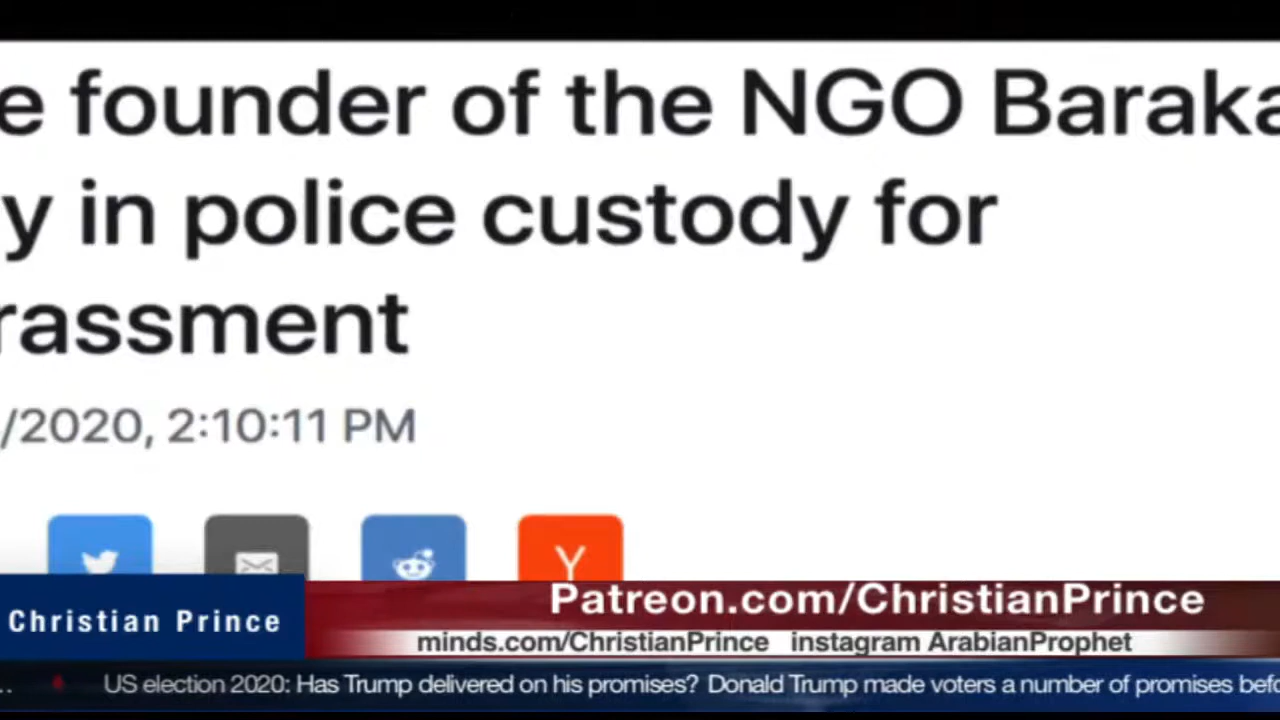 e founder of the NGO Baraka
y in police custody for
rassment
/2020, 2:10:11 PM
Y
Patreon.com/ChristianPrince
Christian Prince
minds.com/ChristianPrince instagram ArabianProphet
.. US election 2020: Has Trump delivered on his promises? Donald Trump made voters a number of promises befo